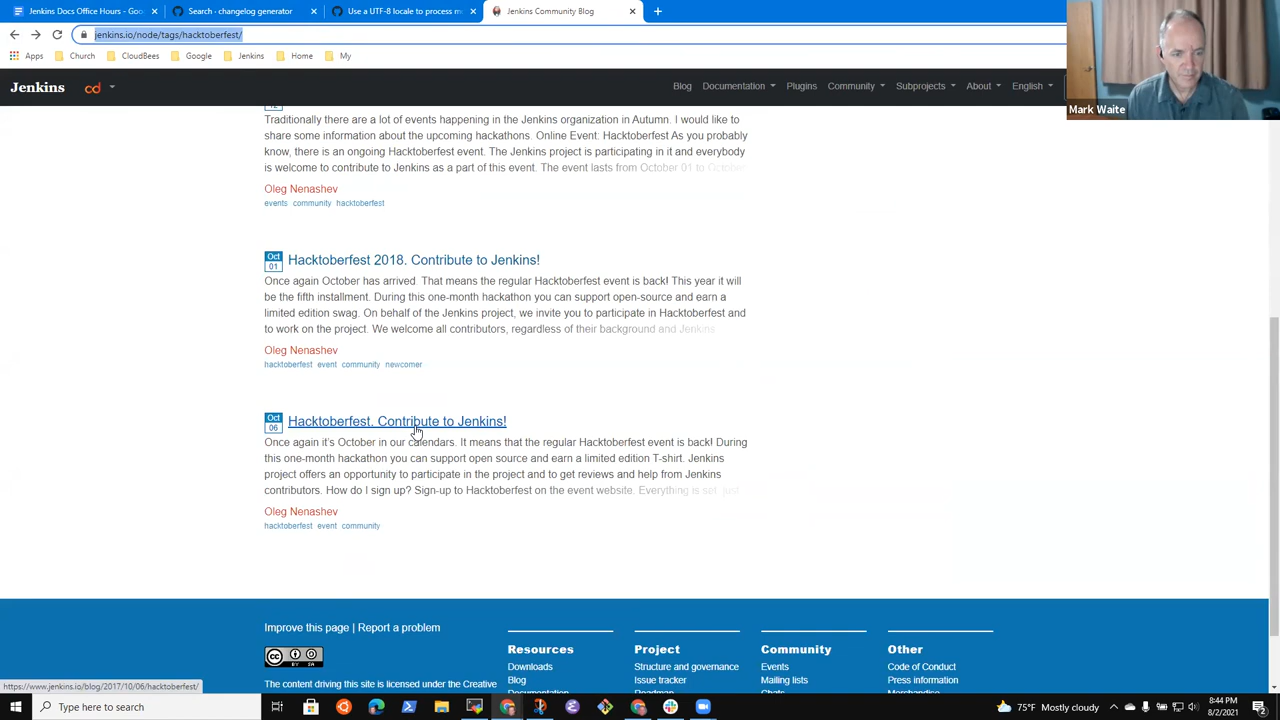 Jenkins Docs Office Hours - Goo
Search · changelog generator
Use a UTF-8 locale to process m
Jenkins Community Blog
jenkins.io/node/tags/hacktoberfest/
Apps
Church
CloudBees
Google
Jenkins
Home
My
Jenkins
cd
Blog
Documentation
Plugins
Community
Subprojects
About
English
Mark Waite
12
Traditionally there are a lot of events happening in the Jenkins organization in Autumn. I would like to
share some information about the upcoming hackathons. Online Event: Hacktoberfest As you probably
know, there is an ongoing Hacktoberfest event. The Jenkins project is participating in it and everybody
is welcome to contribute to Jenkins as a part of this event. The event lasts from October 01 to October
Oleg Nenashev
events community hacktoberfest
Oct
01
Hacktoberfest 2018. Contribute to Jenkins!
Once again October has arrived. That means the regular Hacktoberfest event is back! This year it will
be the fifth installment. During this one-month hackathon you can support open-source and earn a
limited edition swag. On behalf of the Jenkins project, we invite you to participate in Hacktoberfest and
to work on the project. We welcome all contributors, regardless of their background and Jenkins
Oleg Nenashev
hacktoberfest event community newcomer
Oct
06
Hacktoberfest. Contribute to Jenkins!
Once again it's October in our calendars. It means that the regular Hacktoberfest event is back! During
this one-month hackathon you can support open source and earn a limited edition T-shirt. Jenkins
project offers an opportunity to participate in the project and to get reviews and help from Jenkins
contributors. How do I sign up? Sign-up to Hacktoberfest on the event website. Everything is set, just
Oleg Nenashev
hacktoberfest event community
Improve this page | Report a problem
CC
BY SA
The content driving this site is licensed under the Creative
Resources
Downloads
Blog
Documentation
Project
Structure and governance
Issue tracker
Roadmap
Community
Events
Mailing lists
Chats
Other
Code of Conduct
Press information
Merchandise
https://www.jenkins.io/blog/2017/10/06/hacktoberfest/
Type here to search
75°F Mostly cloudy
8:44 PM
8/2/2021
2